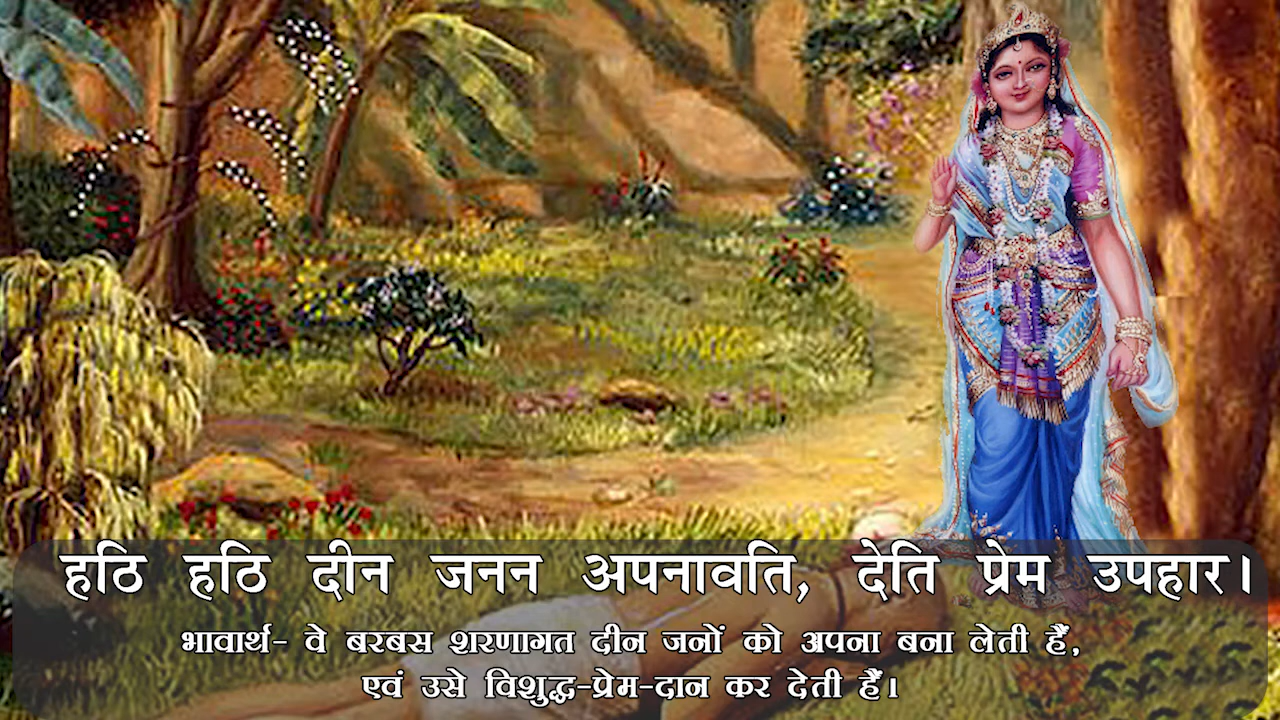 हठि हठि दीन जनन अपनावति, देति प्रेम उपहार।
भावार्थ- वे बरबस शरणागत दीन जनों को अपना बना लेती हैं,
एवं उसे विशुद्ध-प्रेम-दान कर देती हैं।